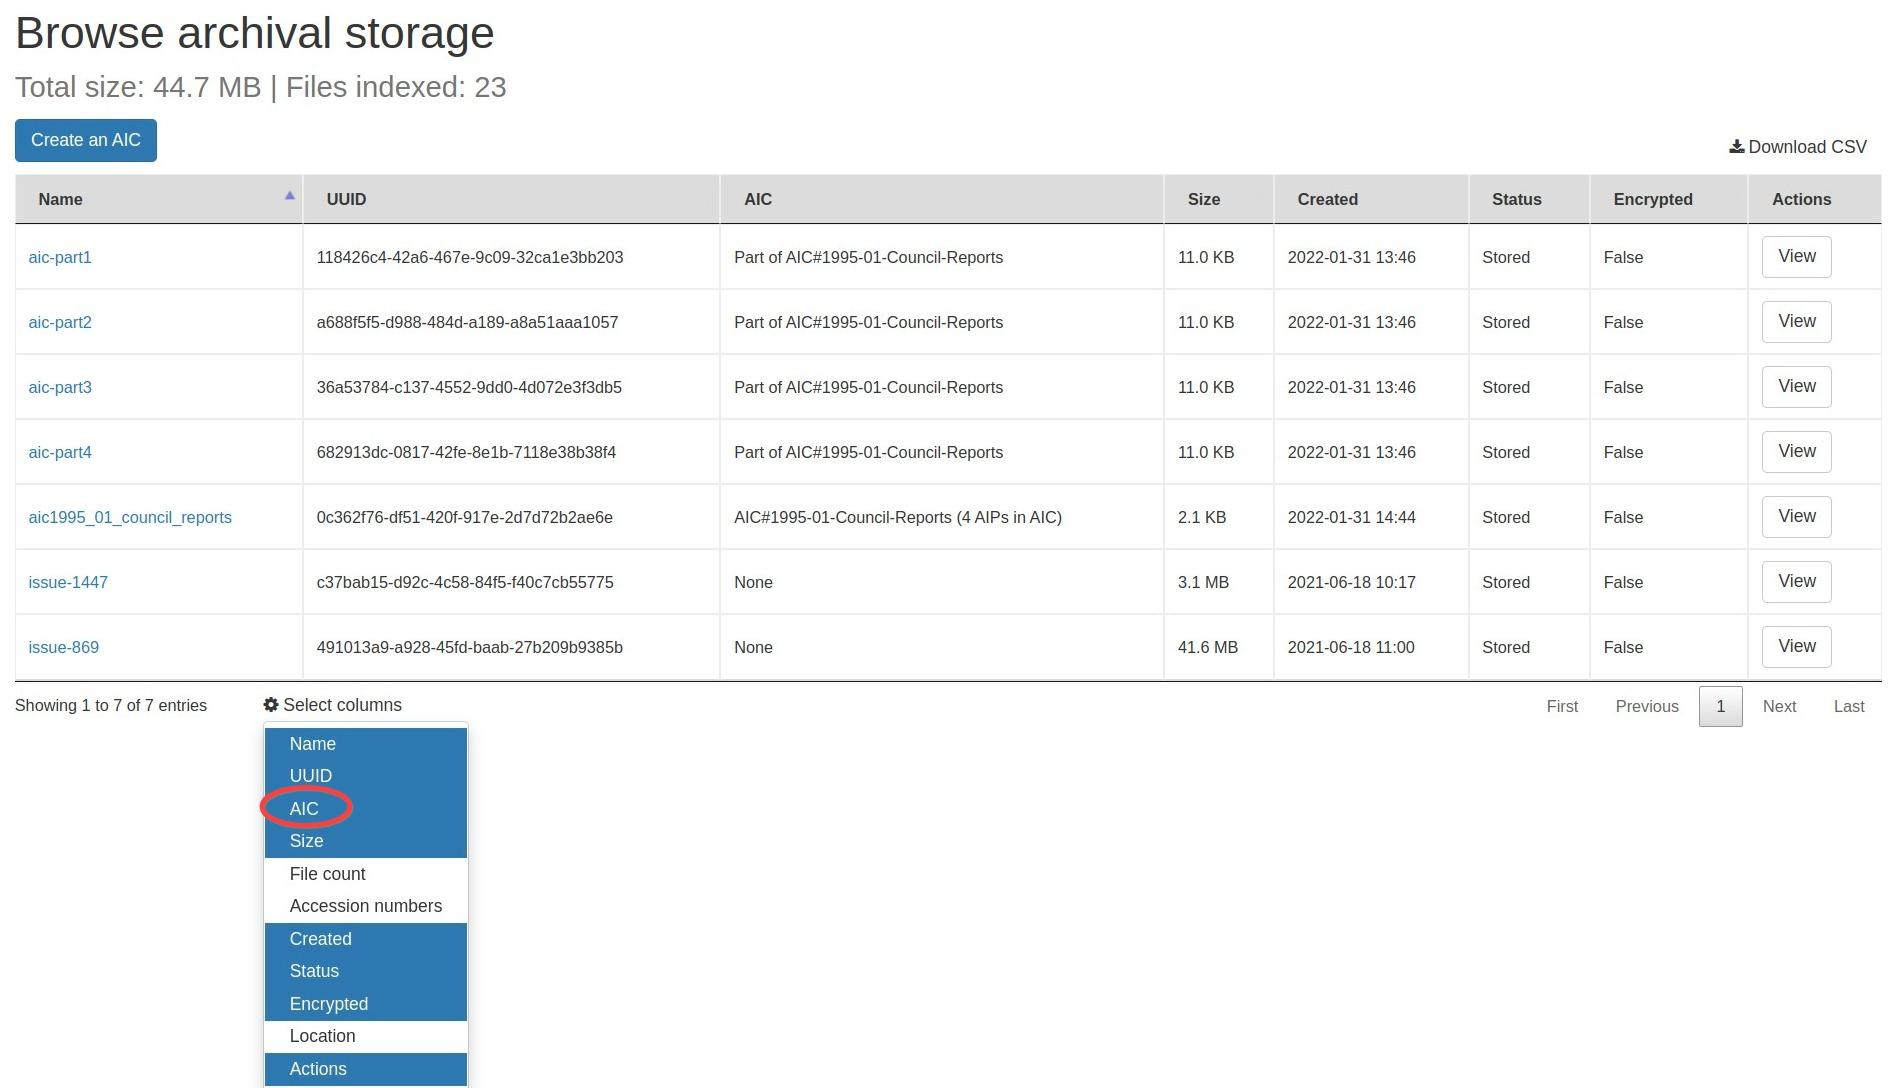 Browse archival storage
Total size: 44.7 MB | Files indexed: 23
Create an AIC
Download CSV
Name UUID AIC Size Created Status Encrypted Actions
aic-part1 118426c4-42a6-467e-9c09-32ca1e3bb203 Part of AIC#1995-01-Council-Reports 11.0 KB 2022-01-31 13:46 Stored False View
aic-part2 a688f5f5-d988-484d-a189-a8a51aaa1057 Part of AIC#1995-01-Council-Reports 11.0 KB 2022-01-31 13:46 Stored False View
aic-part3 36a53784-c137-4552-9dd0-4d072e3f3db5 Part of AIC#1995-01-Council-Reports 11.0 KB 2022-01-31 13:46 Stored False View
aic-part4 682913dc-0817-42fe-8e1b-7118e38b38f4 Part of AIC#1995-01-Council-Reports 11.0 KB 2022-01-31 13:46 Stored False View
aic1995_01_council_reports 0c362f76-df51-420f-917e-2d7d72b2ae6e AIC#1995-01-Council-Reports (4 AIPs in AIC) 2.1 KB 2022-01-31 14:44 Stored False View
issue-1447 c37bab15-d92c-4c58-84f5-f40c7cb55775 None 3.1 MB 2021-06-18 10:17 Stored False View
issue-869 491013a9-a928-45fd-baab-27b209b9385b None 41.6 MB 2021-06-18 11:00 Stored False View
Showing 1 to 7 of 7 entries Select columns First Previous 1 Next Last
Name
UUID
AIC
Size
File count
Accession numbers
Created
Status
Encrypted
Location
Actions